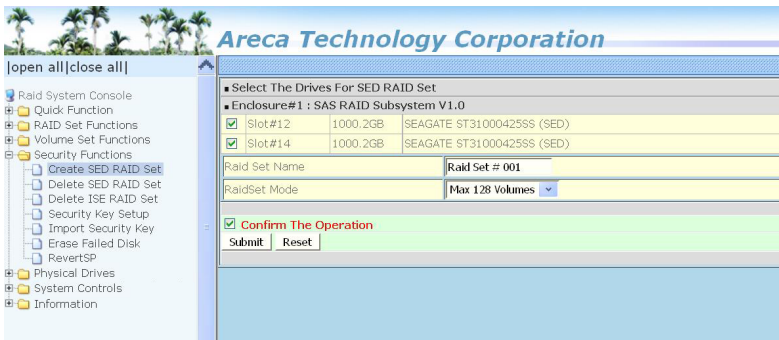 Areca Technology Corporation
|open all|close all|
Raid System Console
Quick Function
RAID Set Functions
Volume Set Functions
Security Functions
Create SED RAID Set
Delete SED RAID Set
Delete ISE RAID Set
Security Key Setup
Import Security Key
Erase Failed Disk
RevertSP
Physical Drives
System Controls
Information
Select The Drives For SED RAID Set
Enclosure#1 : SAS RAID Subsystem V1.0
Slot#12 1000.2GB SEAGATE ST31000425SS (SED)
Slot#14 1000.2GB SEAGATE ST31000425SS (SED)
Raid Set Name Raid Set # 001
RaidSet Mode Max 128 Volumes
Confirm The Operation
Submit Reset